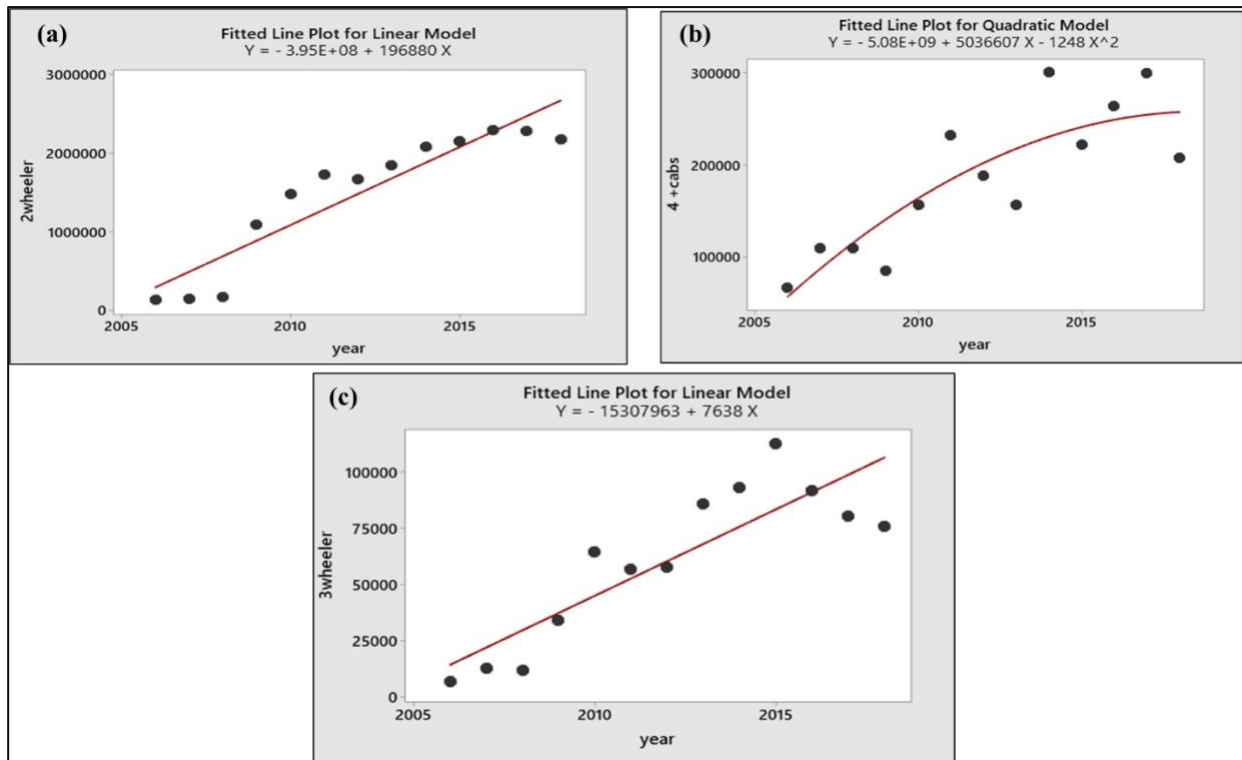 (a)
Fitted Line Plot for Linear Model
Y = - 3.95E+08 + 196880 X
3000000
2000000
1000000
0
2wheeler
2005
2010
2015
year
(b)
Fitted Line Plot for Quadratic Model
Y = - 5.08E+09 + 5036607 X - 1248 X^2
300000
200000
100000
4 +cabs
2005
2010
2015
year
(c)
Fitted Line Plot for Linear Model
Y = - 15307963 + 7638 X
100000
75000
50000
25000
0
3wheeler
2005
2010
2015
year